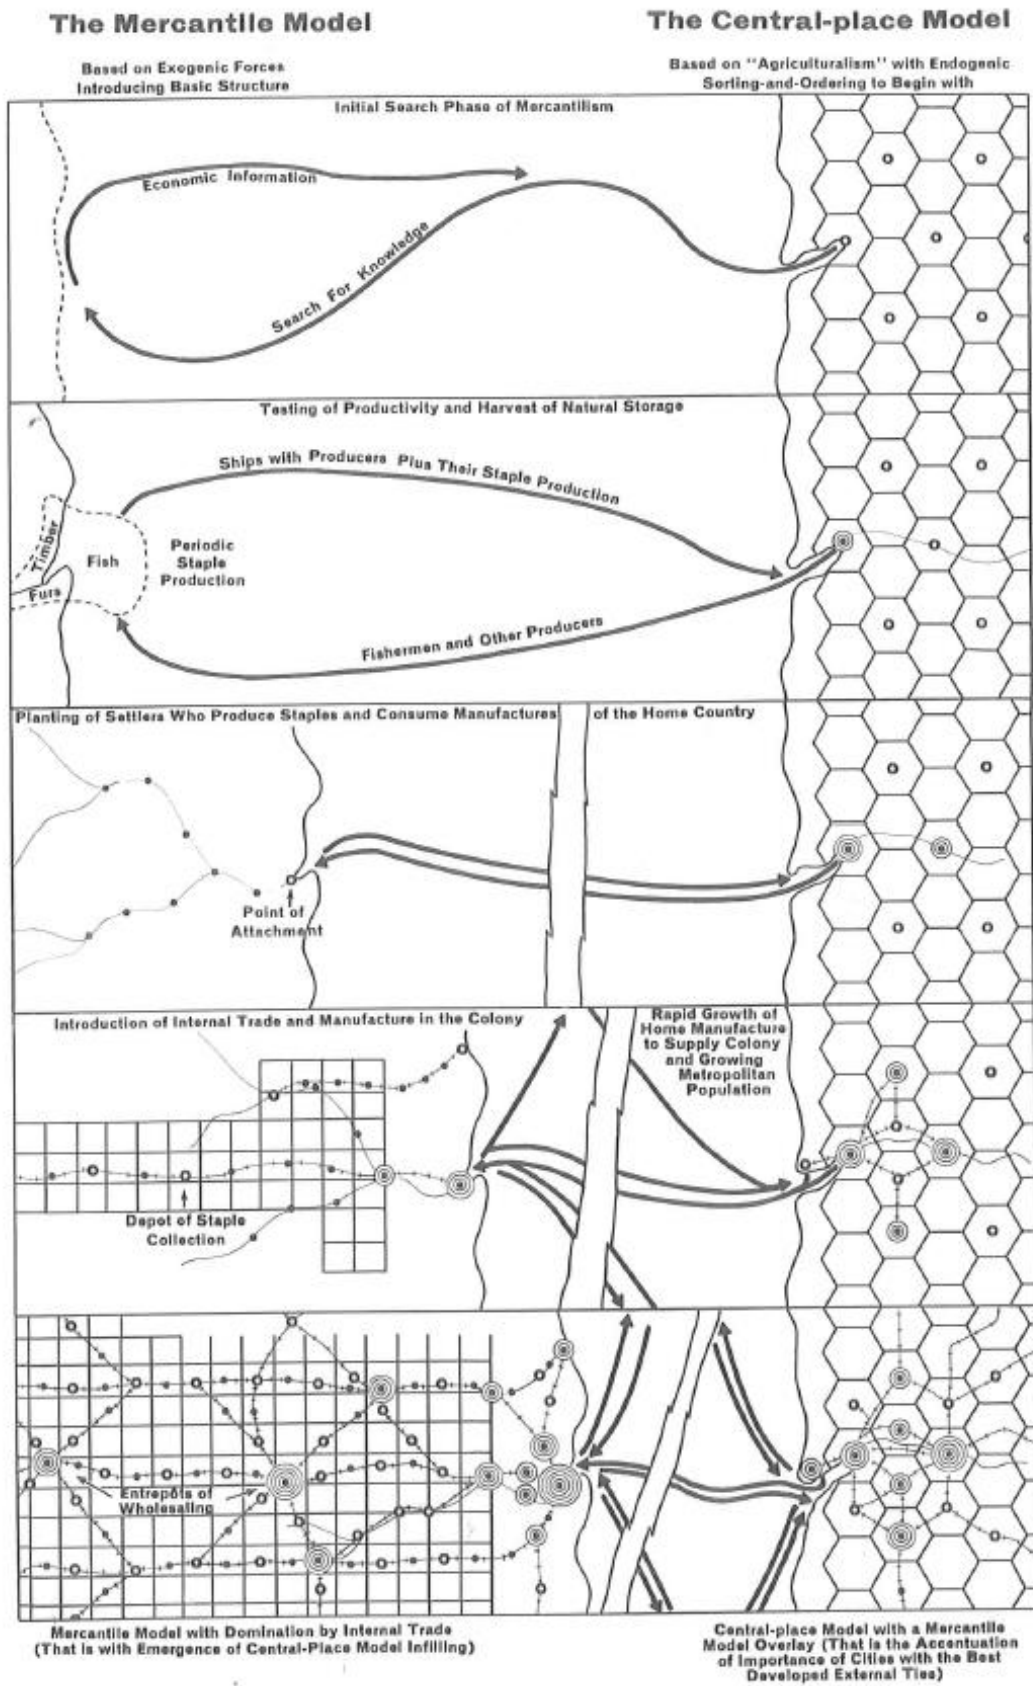 The Mercantile Model
The Central-place Model
Based on Exogenic Forces
Introducing Basic Structure
Based on "Agriculturalism" with Endogenic
Sorting-and-Ordering to Begin with
Initial Search Phase of Mercantilism
Economic Information
Search For Knowledge
Testing of Productivity and Harvest of Natural Storage
Ships with Producers Plus Their Staple Production
Timber
Fish
Furs
Periodic
Staple
Production
Fishermen and Other Producers
Planting of Settlers Who Produce Staples and Consume Manufactures of the Home Country
Point of
Attachment
Introduction of Internal Trade and Manufacture in the Colony
Rapid Growth of
Home Manufacture
to Supply Colony
and Growing
Metropolitan
Population
Depot of Staple
Collection
Entrepôts of
Wholesaling
Mercantile Model with Domination by Internal Trade
(That is with Emergence of Central-Place Model Infilling)
Central-place Model with a Mercantile
Model Overlay (That is the Accentuation
of Importance of Cities with the Best
Developed External Ties)